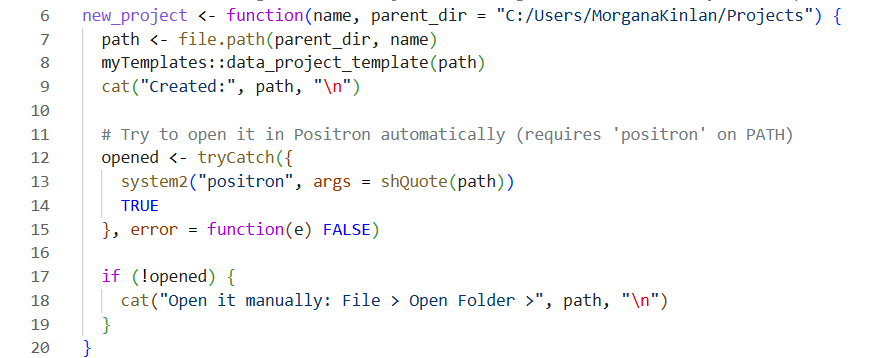 6 new_project <- function(name, parent_dir = "C:/Users/MorganaKinlan/Projects") {
7   path <- file.path(parent_dir, name)
8   myTemplates::data_project_template(path)
9   cat("Created:", path, "\n")
10
11   # Try to open it in Positron automatically (requires 'positron' on PATH)
12   opened <- tryCatch({
13     system2("positron", args = shQuote(path))
14     TRUE
15   }, error = function(e) FALSE)
16
17   if (!opened) {
18     cat("Open it manually: File > Open Folder >", path, "\n")
19   }
20 }